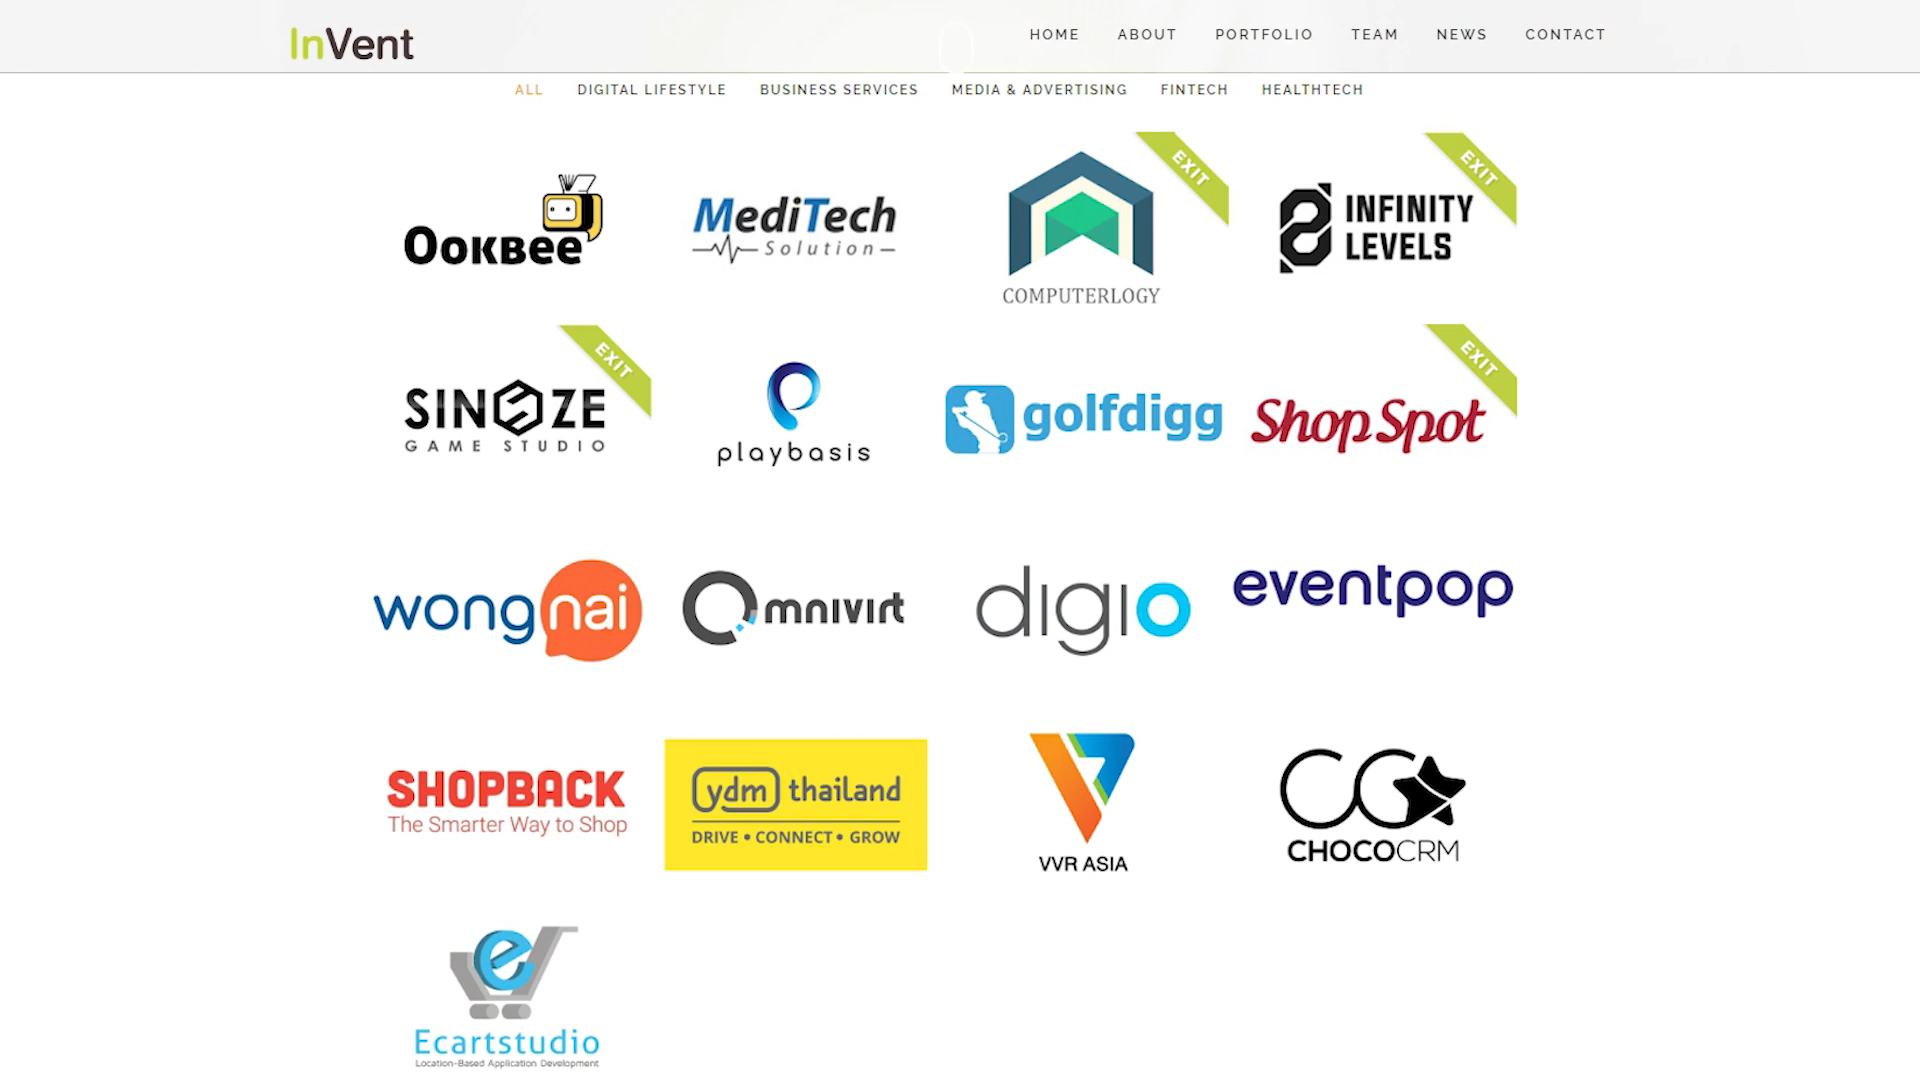 InVent
HOME ABOUT PORTFOLIO TEAM NEWS CONTACT
ALL DIGITAL LIFESTYLE BUSINESS SERVICES MEDIA & ADVERTISING FINTECH HEALTHTECH
OOKBEE
MediTech
Solution
COMPUTERLOGY
EXIT
INFINITY
LEVELS
EXIT
SINOZE
GAME STUDIO
EXIT
playbasis
golfdigg
ShopSpot
EXIT
wongnai
Omnivirt
digio
eventpop
SHOPBACK
The Smarter Way to Shop
ydm thailand
DRIVE • CONNECT • GROW
VVR ASIA
CHOCOCRM
e
Ecartstudio
Location-Based Application Development